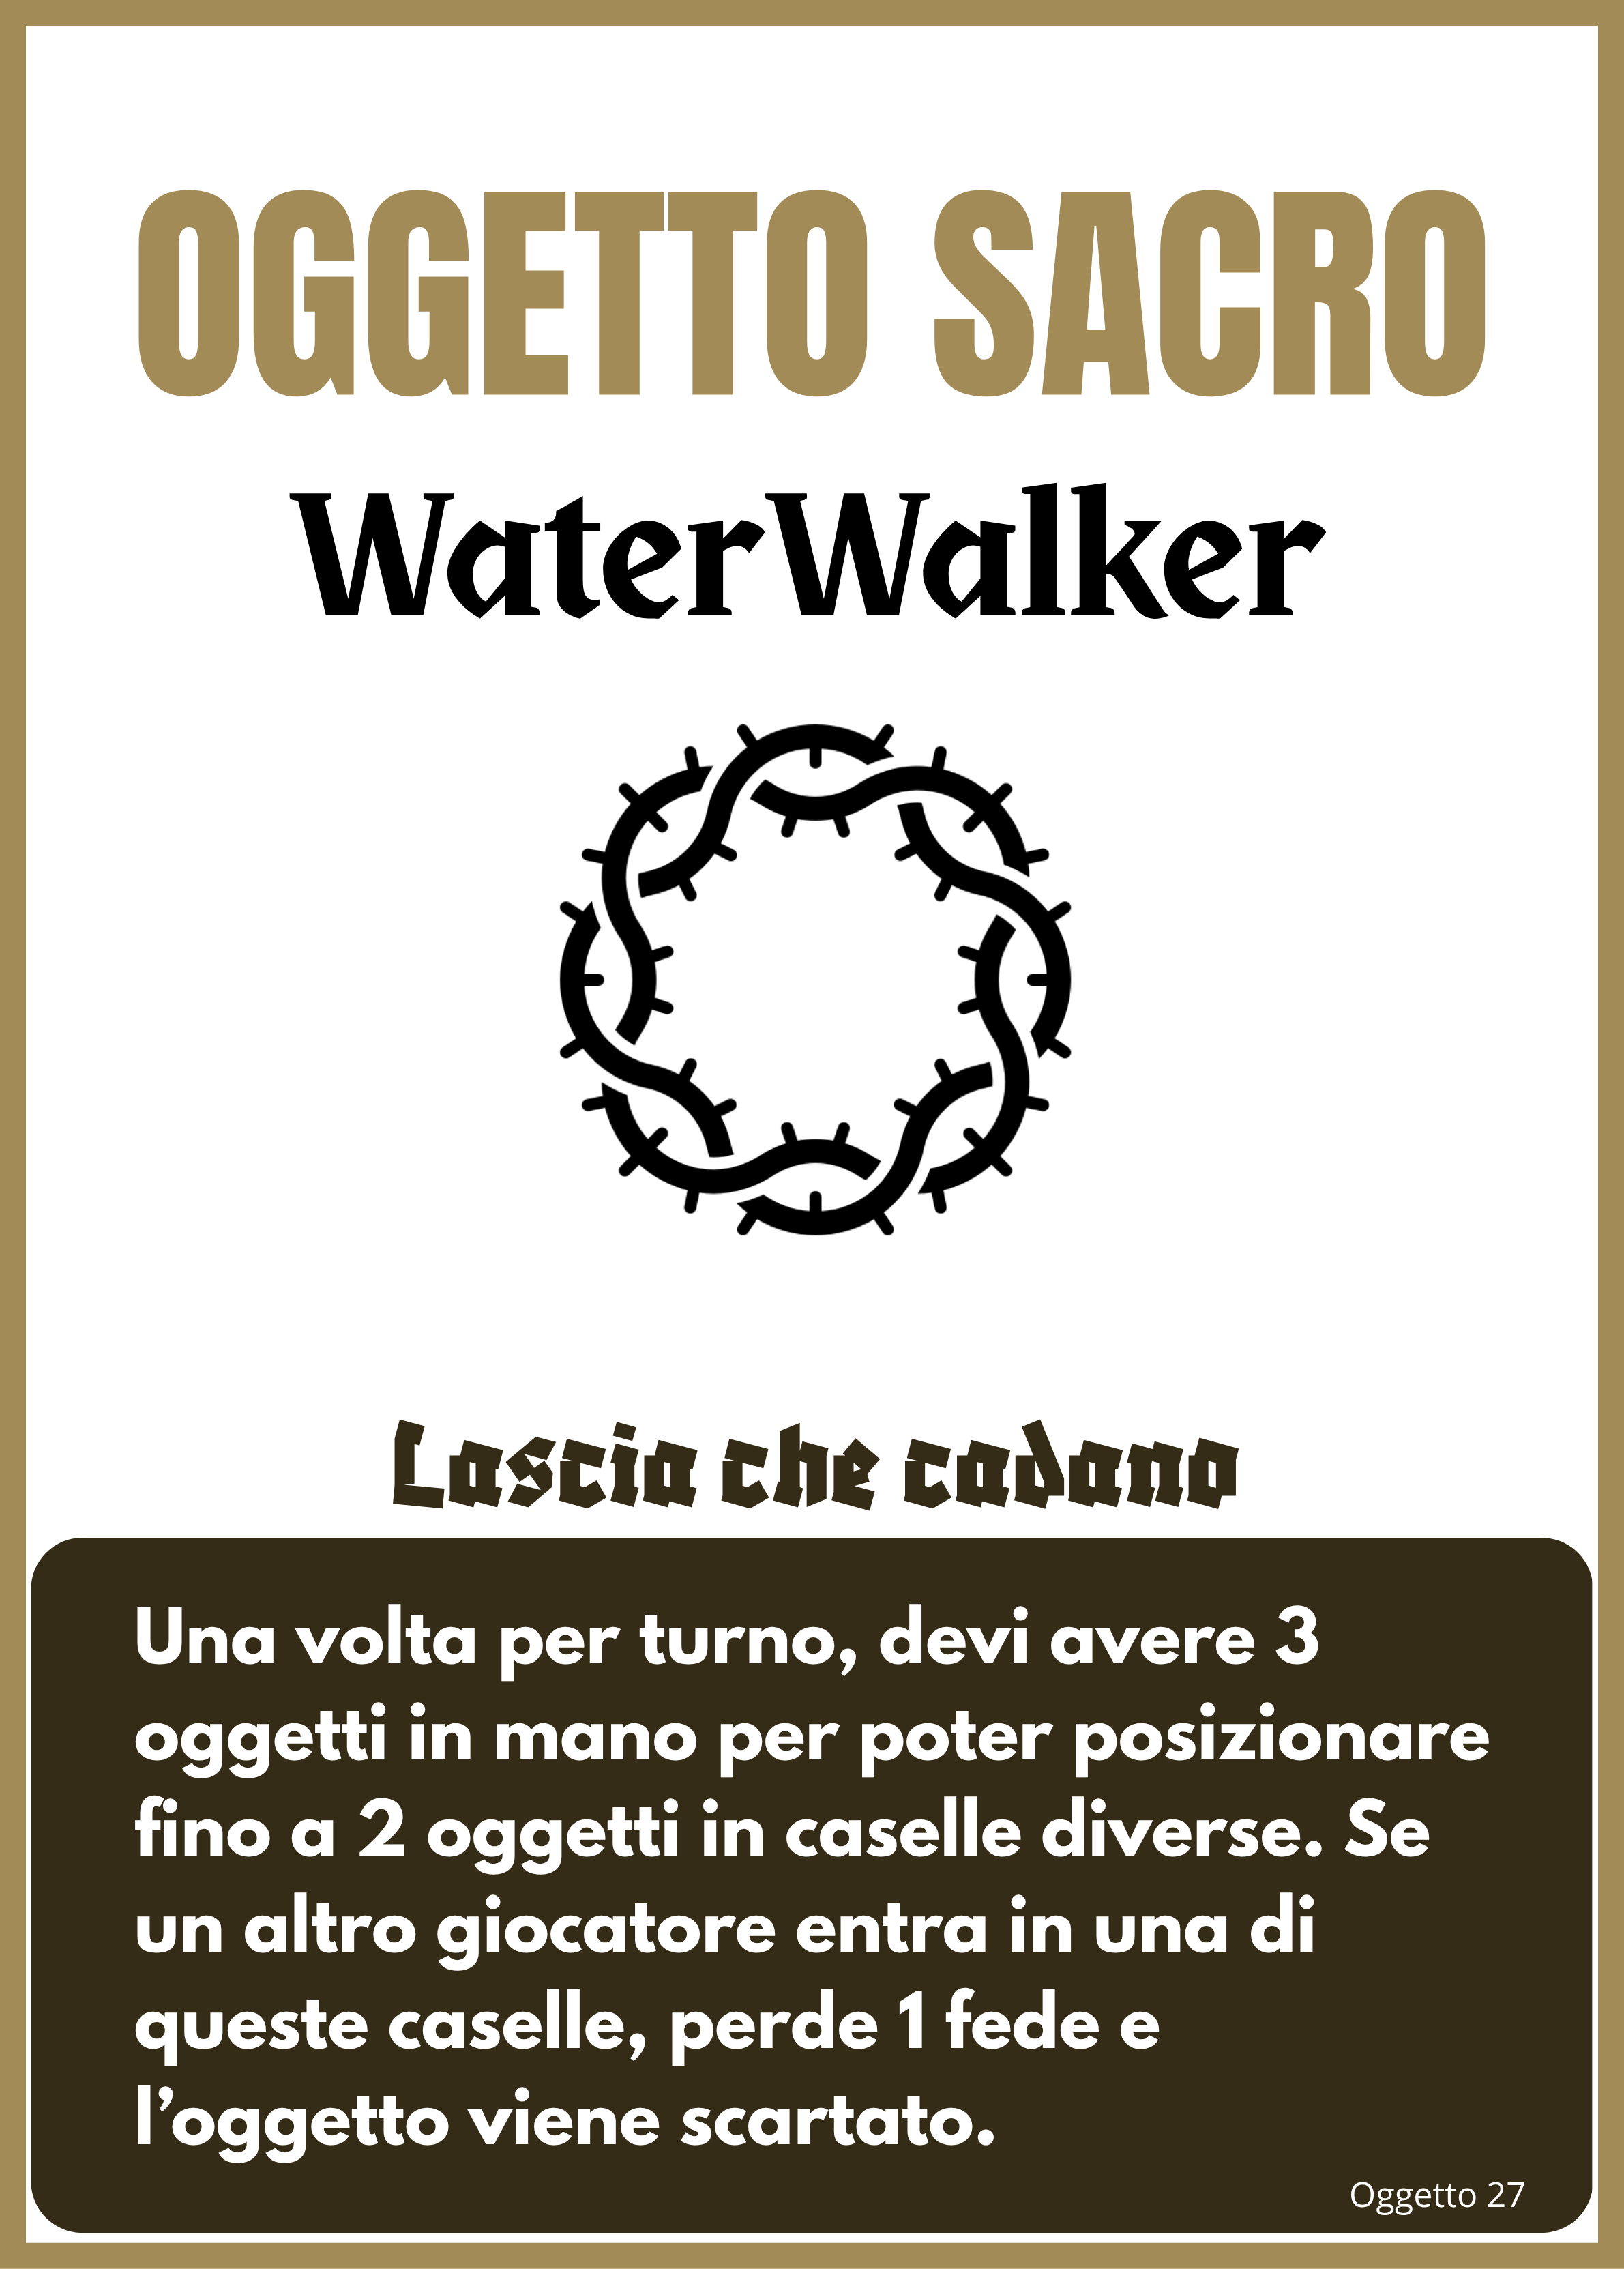 OGGETTO SACRO
WaterWalker
Lascia che cadano
Una volta per turno, devi avere 3
oggetti in mano per poter posizionare
fino a 2 oggetti in caselle diverse. Se
un altro giocatore entra in una di
queste caselle, perde 1 fede e
l’oggetto viene scartato.
Oggetto 27